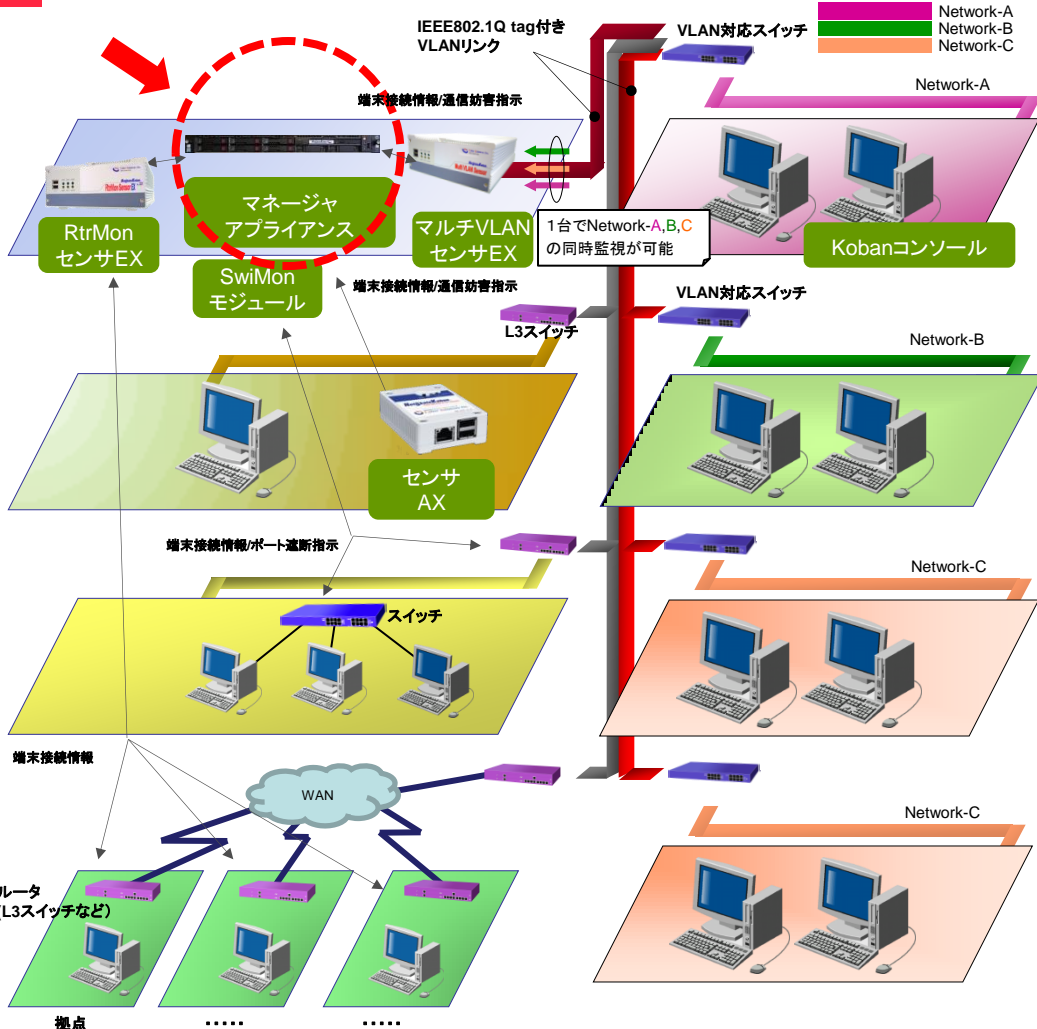 IEEE802.1Q tag付き
VLANリンク
VLAN対応スイッチ
Network-A
Network-B
Network-C
Network-A
端末接続情報/通信妨害指示
RtrMon
センサEX
マネージャ
アプライアンス
マルチVLAN
センサEX
1台でNetwork-A,B,C
の同時監視が可能
Kobanコンソール
SwiMon
モジュール
端末接続情報/通信妨害指示
L3スイッチ
VLAN対応スイッチ
Network-B
センサ
AX
端末接続情報/ポート遮断指示
Network-C
スイッチ
端末接続情報
WAN
Network-C
ルータ
(L3スイッチなど)
拠点
・・・・・
・・・・・